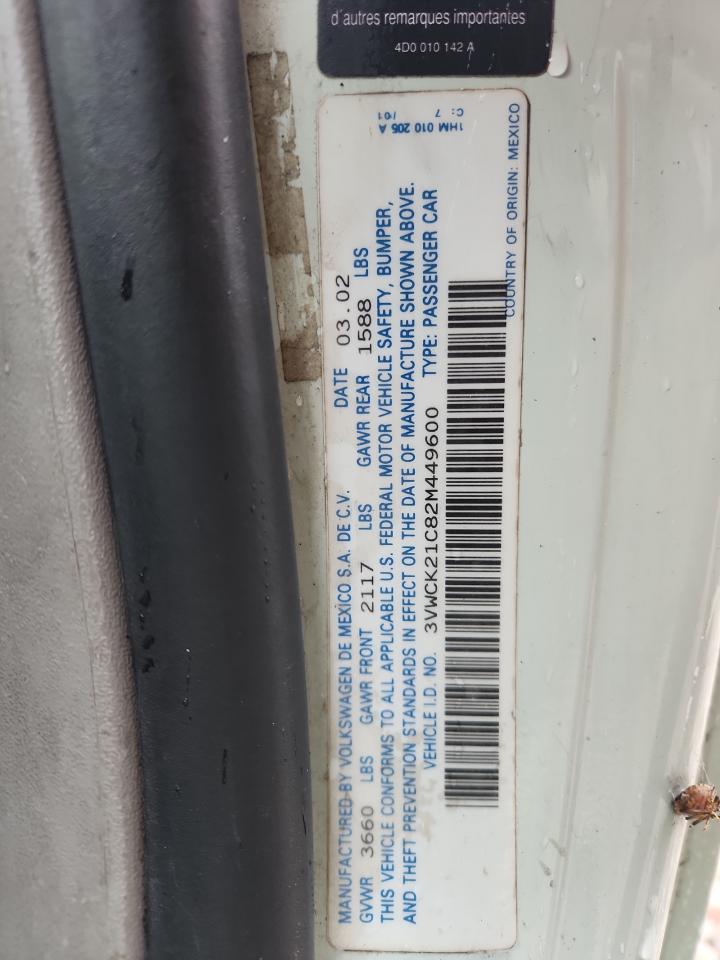 d'autres remarques importantes
4D0 010 142 A
1HM 010 205 A
C: 7 /01
MANUFACTURED BY VOLKSWAGEN DE MEXICO S.A. DE C.V. DATE 03.02
GVWR 3660 LBS GAWR FRONT 2117 LBS GAWR REAR 1588 LBS
THIS VEHICLE CONFORMS TO ALL APPLICABLE U.S. FEDERAL MOTOR VEHICLE SAFETY, BUMPER,
AND THEFT PREVENTION STANDARDS IN EFFECT ON THE DATE OF MANUFACTURE SHOWN ABOVE.
VEHICLE I.D. NO. 3VWCK21C82M449600 TYPE: PASSENGER CAR
COUNTRY OF ORIGIN: MEXICO